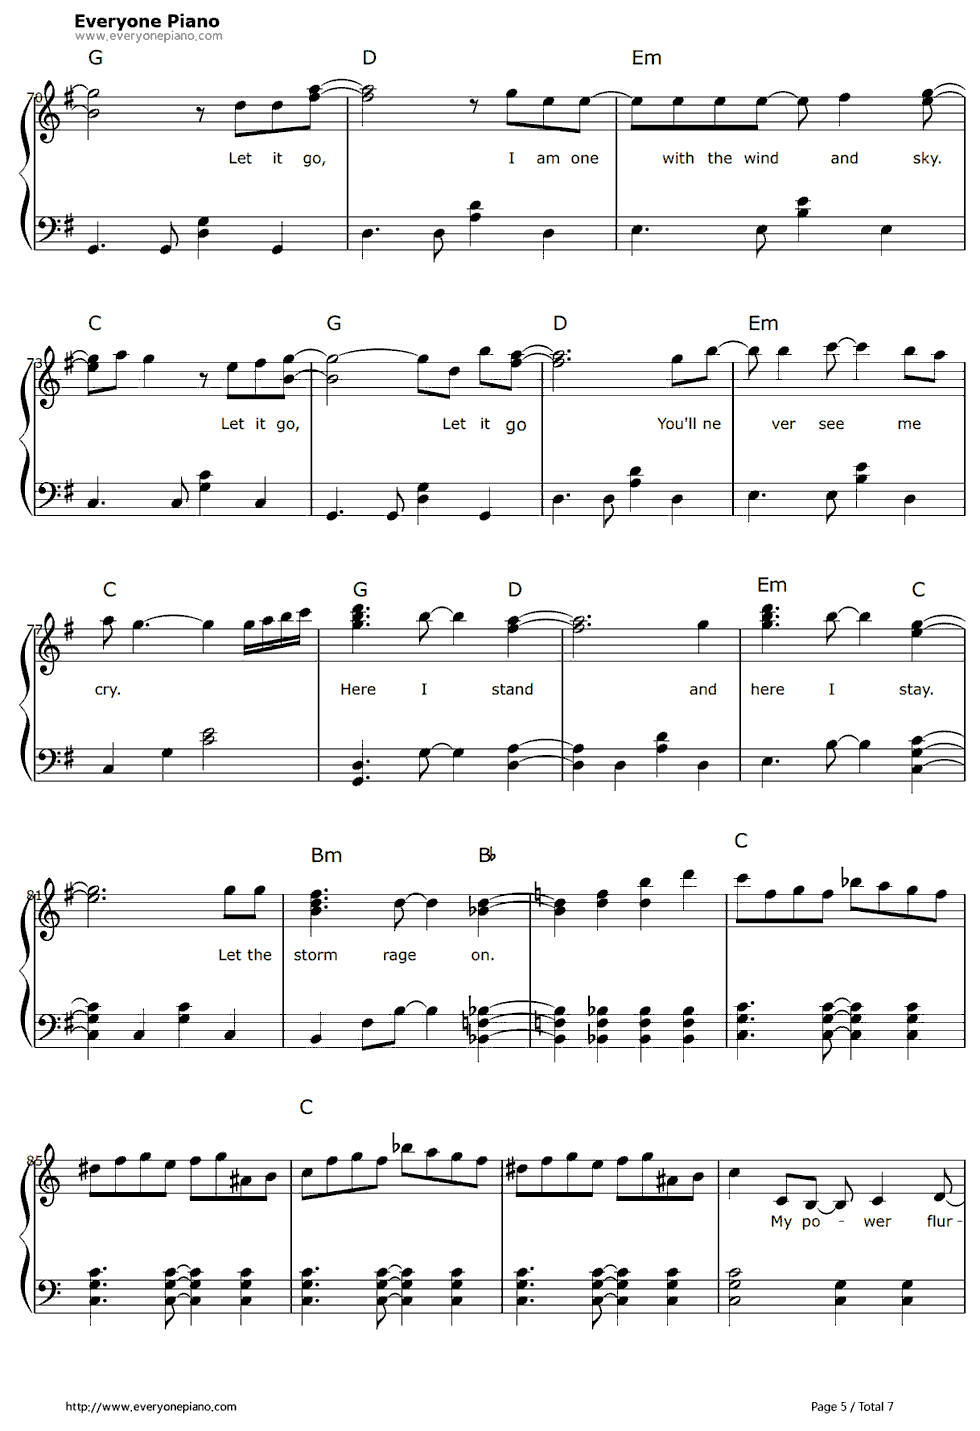 Everyone Piano
www.everyonepiano.com
G D Em
70
Let it go, I am one with the wind and sky.
C G D Em
73
Let it go, Let it go You'll ne ver see me
C G D Em C
77
cry. Here I stand and here I stay.
Bm B♭ C
81
Let the storm rage on.
C
85
My po - wer flur-
http://www.everyonepiano.com Page 5 / Total 7